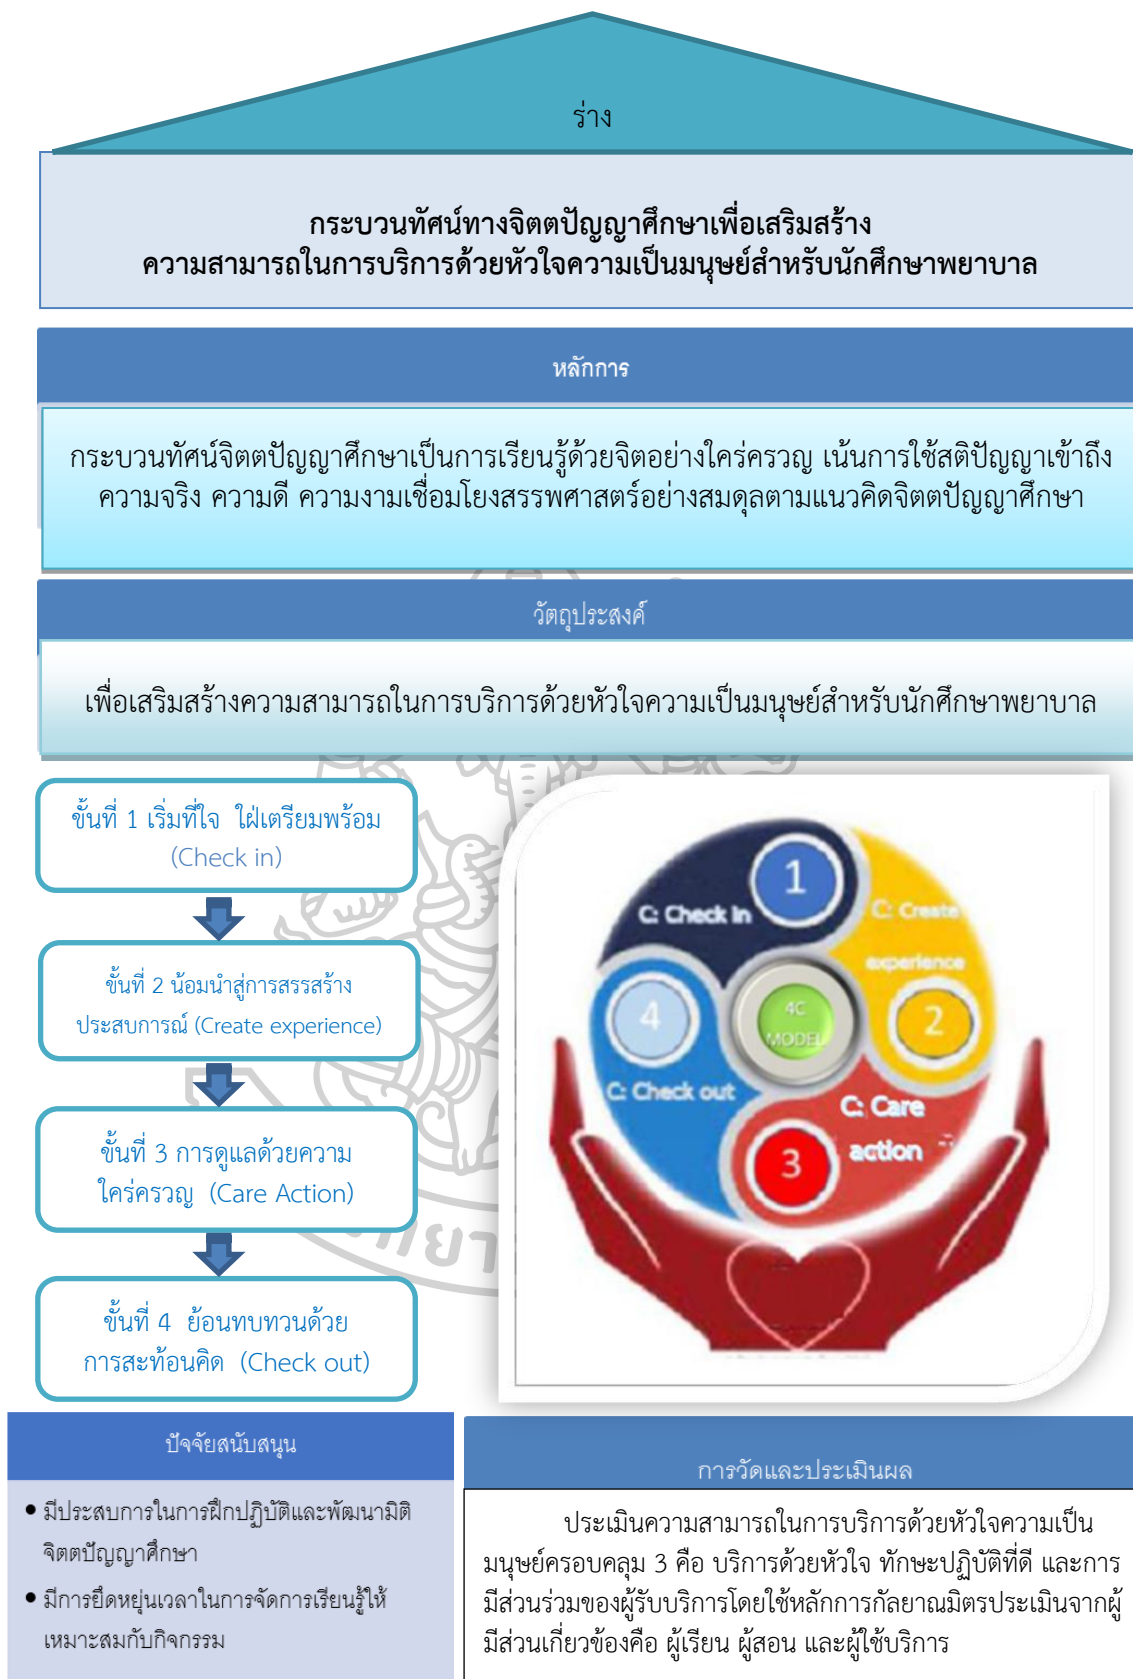 ร่าง
กระบวนทัศน์ทางจิตตปัญญาศึกษาเพื่อเสริมสร้าง
ความสามารถในการบริการด้วยหัวใจความเป็นมนุษย์สำหรับนักศึกษาพยาบาล
หลักการ
กระบวนทัศน์จิตตปัญญาศึกษาเป็นการเรียนรู้ด้วยจิตอย่างใคร่ครวญ เน้นการใช้สติปัญญาเข้าถึง
ความจริง ความดี ความงามเชื่อมโยงสรรพศาสตร์อย่างสมดุลตามแนวคิดจิตตปัญญาศึกษา
วัตถุประสงค์
เพื่อเสริมสร้างความสามารถในการบริการด้วยหัวใจความเป็นมนุษย์สำหรับนักศึกษาพยาบาล
ขั้นที่ 1 เริ่มที่ใจ ใฝ่เตรียมพร้อม
(Check in)
ขั้นที่ 2 น้อมนำสู่การสรรสร้าง
ประสบการณ์ (Create experience)
ขั้นที่ 3 การดูแลด้วยความ
ใคร่ครวญ (Care Action)
ขั้นที่ 4 ย้อนทบทวนด้วย
การสะท้อนคิด (Check out)
1
C: Check in
C: Create
experience
2
4C
MODEL
4
C: Check out
C: Care
action
3
ปัจจัยสนับสนุน
• มีประสบการในการฝึกปฏิบัติและพัฒนามิติ
จิตตปัญญาศึกษา
• มีการยืดหยุ่นเวลาในการจัดการเรียนรู้ให้
เหมาะสมกับกิจกรรม
การวัดและประเมินผล
ประเมินความสามารถในการบริการด้วยหัวใจความเป็น
มนุษย์ครอบคลุม 3 คือ บริการด้วยหัวใจ ทักษะปฏิบัติที่ดี และการ
มีส่วนร่วมของผู้รับบริการโดยใช้หลักการกัลยาณมิตรประเมินจากผู้
มีส่วนเกี่ยวข้องคือ ผู้เรียน ผู้สอน และผู้ใช้บริการ